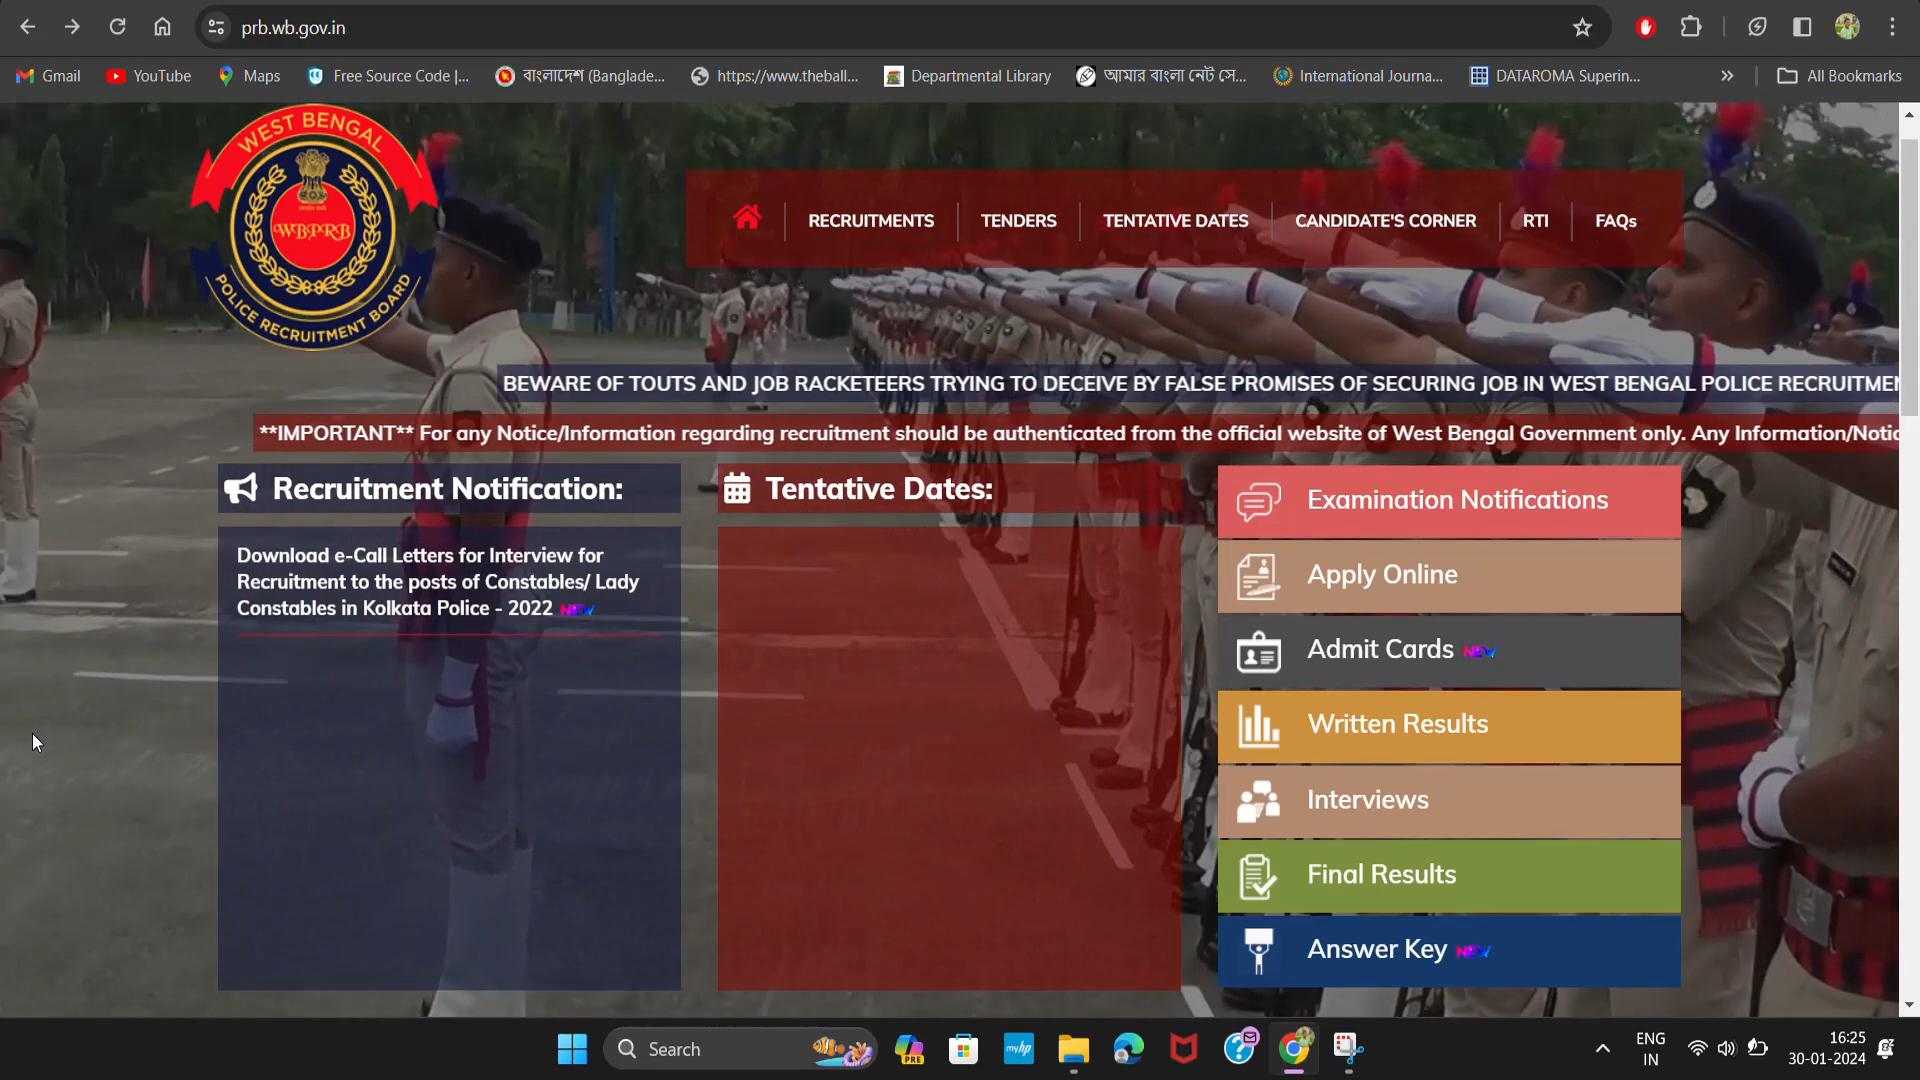 prb.wb.gov.in
Gmail
YouTube
Maps
Free Source Code |...
বাংলাদেশ (Banglade...
https://www.theball...
Departmental Library
আমার বাংলা নেট সে...
International Journa...
DATAROMA Superin...
All Bookmarks
WEST BENGAL
WBPRB
POLICE RECRUITMENT BOARD
RECRUITMENTS
TENDERS
TENTATIVE DATES
CANDIDATE'S CORNER
RTI
FAQs
BEWARE OF TOUTS AND JOB RACKETEERS TRYING TO DECEIVE BY FALSE PROMISES OF SECURING JOB IN WEST BENGAL POLICE RECRUITMEN
**IMPORTANT** For any Notice/Information regarding recruitment should be authenticated from the official website of West Bengal Government only. Any Information/Notic
Recruitment Notification:
Download e-Call Letters for Interview for
Recruitment to the posts of Constables/ Lady
Constables in Kolkata Police - 2022 NEW
Tentative Dates:
Examination Notifications
Apply Online
Admit Cards NEW
Written Results
Interviews
Final Results
Answer Key NEW
Search
PRE
myhp
ENG
IN
16:25
30-01-2024